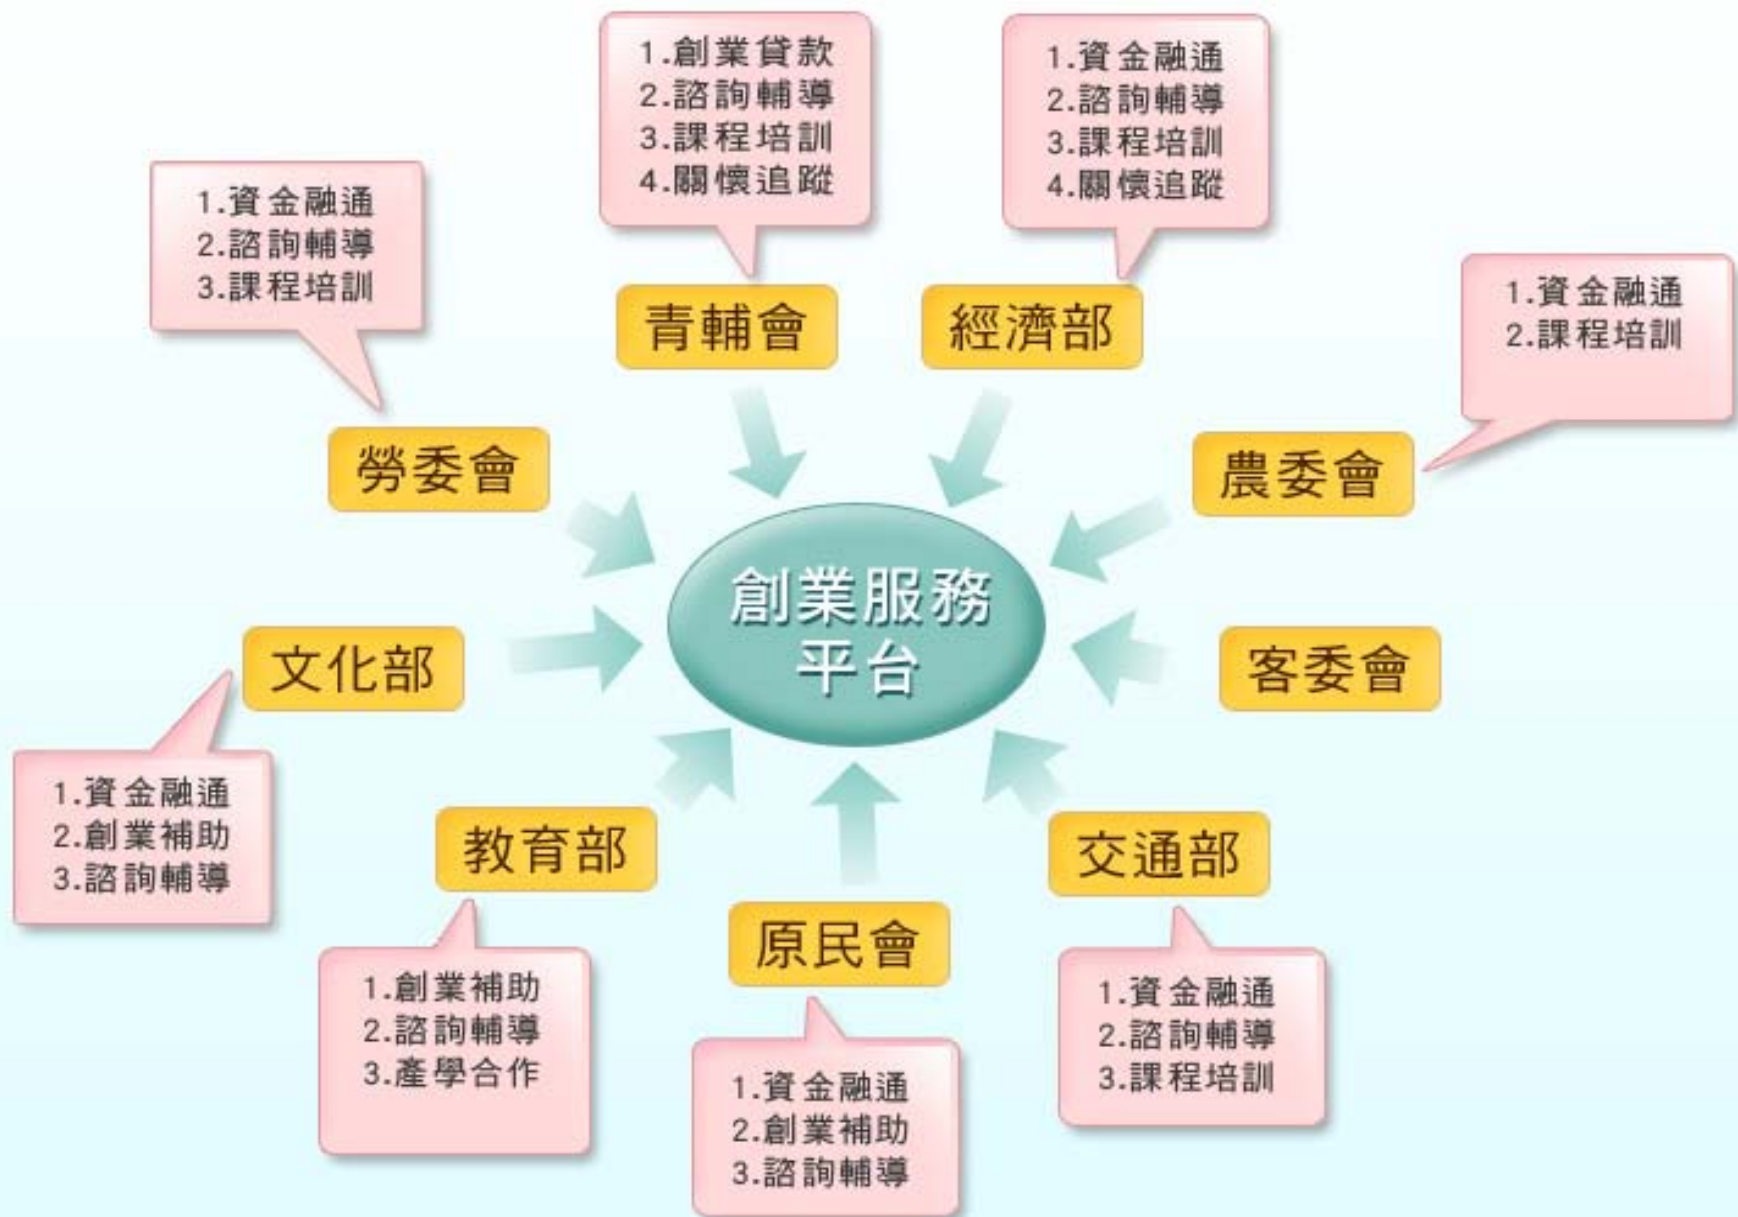 1.創業貸款
2.諮詢輔導
3.課程培訓
4.關懷追蹤
青輔會
1.資金融通
2.諮詢輔導
3.課程培訓
4.關懷追蹤
經濟部
1.資金融通
2.諮詢輔導
3.課程培訓
勞委會
1.資金融通
2.課程培訓
農委會
創業服務
平台
文化部
1.資金融通
2.創業補助
3.諮詢輔導
客委會
教育部
1.創業補助
2.諮詢輔導
3.產學合作
原民會
1.資金融通
2.創業補助
3.諮詢輔導
交通部
1.資金融通
2.諮詢輔導
3.課程培訓